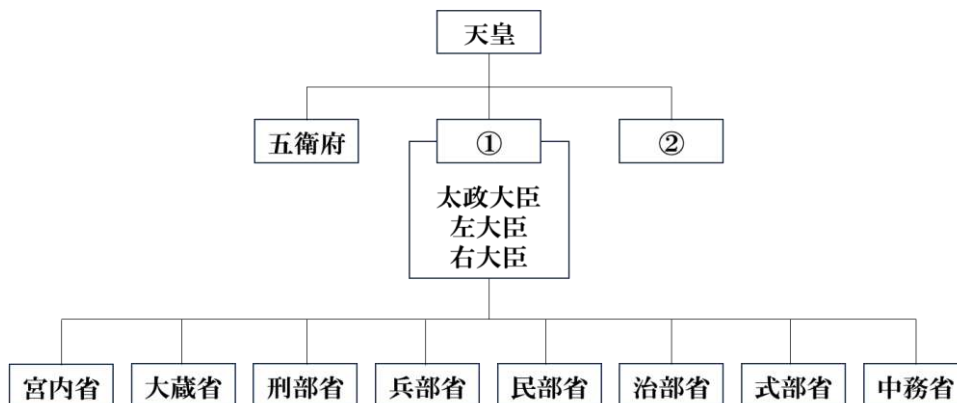 天皇
五衛府
①
②
太政大臣
左大臣
右大臣
宮内省
大蔵省
刑部省
兵部省
民部省
治部省
式部省
中務省